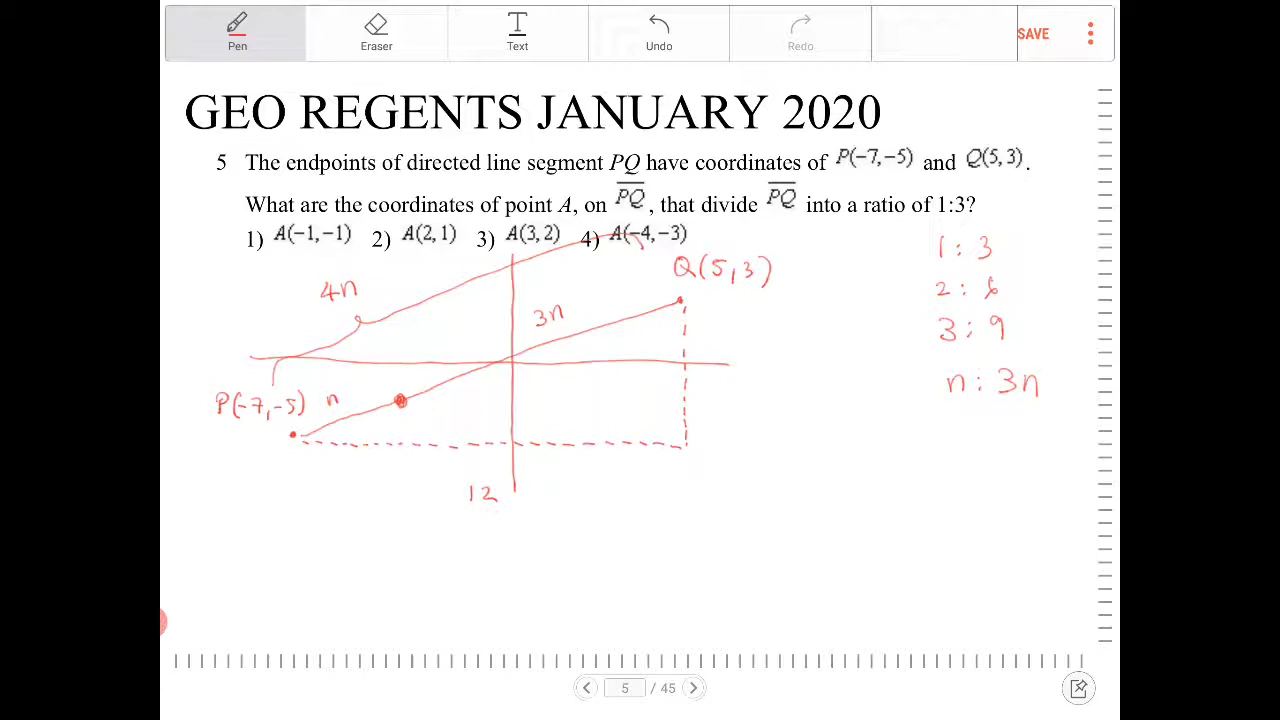 Pen Eraser Text Undo Redo SAVE
GEO REGENTS JANUARY 2020
5 The endpoints of directed line segment PQ have coordinates of P(−7,−5) and Q(5,3).
What are the coordinates of point A, on PQ, that divide PQ into a ratio of 1:3?
1) A(−1,−1) 2) A(2,1) 3) A(3,2) 4) A(−4,−3)
1 : 3
Q(5,3)
4n
2 : 6
3n
3 : 9
n : 3n
P(-7,-5) n
12
5 / 45